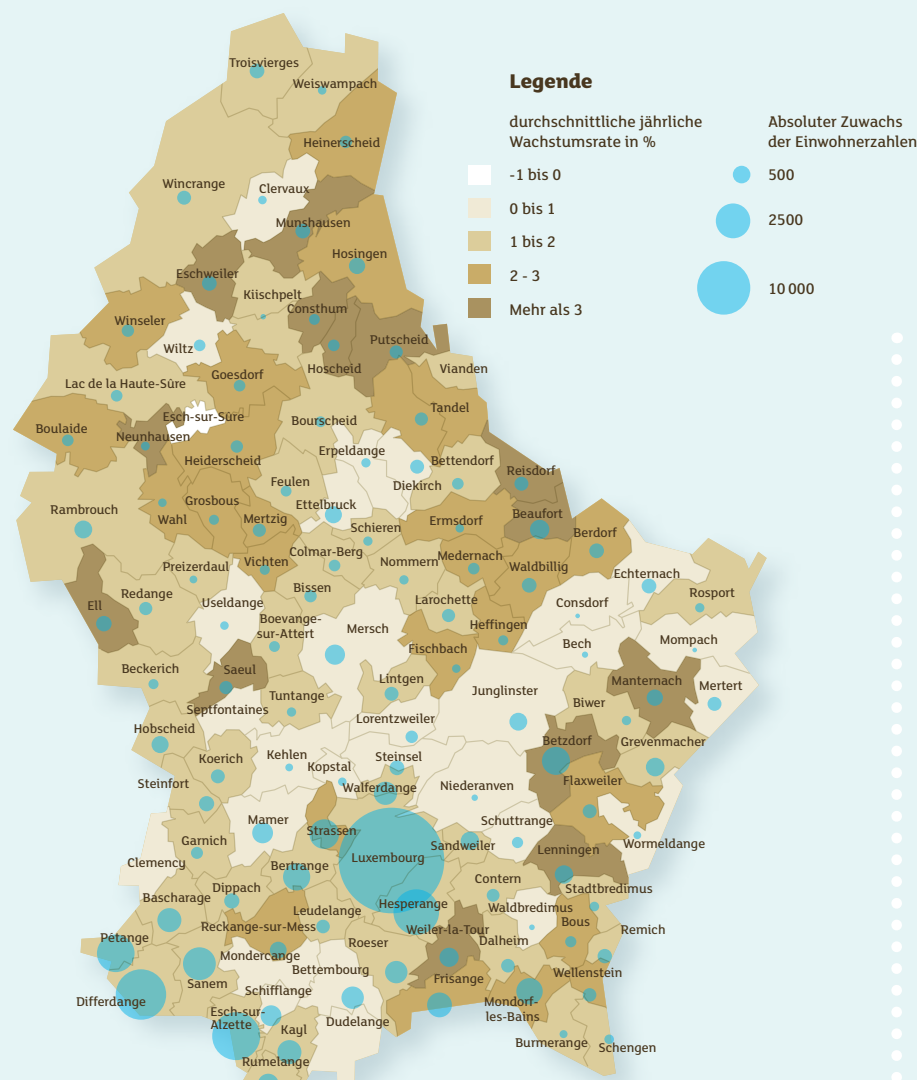 Legende
durchschnittliche jährliche
Wachstumsrate in %
-1 bis 0
0 bis 1
1 bis 2
2 - 3
Mehr als 3
Absoluter Zuwachs
der Einwohnerzahlen
500
2500
10 000
Troisvierges
Weiswampach
Heinerscheid
Wincrange
Clervaux
Munshausen
Hosingen
Eschweiler
Kiischpelt
Consthum
Winseler
Wiltz
Putscheid
Hoscheid
Vianden
Goesdorf
Lac de la Haute-Sûre
Esch-sur-Sûre
Tandel
Boulaide
Neunhausen
Bourscheid
Erpeldange
Heiderscheid
Bettendorf
Reisdorf
Feulen
Diekirch
Grosbous
Ettelbruck
Rambrouch
Wahl
Mertzig
Schieren
Ermsdorf
Beaufort
Berdorf
Colmar-Berg
Medernach
Preizerdaul
Vichten
Nommern
Waldbillig
Echternach
Redange
Bissen
Rosport
Ell
Useldange
Larochette
Consdorf
Boevange-
sur-Attert
Mersch
Heffingen
Fischbach
Bech
Mompach
Beckerich
Saeul
Lintgen
Manternach
Mertert
Junglinster
Tuntange
Biwer
Septfontaines
Lorentzweiler
Hobscheid
Betzdorf
Grevenmacher
Koerich
Kehlen
Steinsel
Kopstal
Steinfort
Walferdange
Niederanven
Flaxweiler
Mamer
Strassen
Schuttrange
Garnich
Sandweiler
Lenningen
Wormeldange
Luxembourg
Clemency
Bertrange
Contern
Dippach
Stadtbredimus
Bascharage
Hesperange
Waldbredimus
Leudelange
Reckange-sur-Mess
Bous
Weiler-la-Tour
Remich
Pétange
Roeser
Dalheim
Mondercange
Bettembourg
Wellenstein
Sanem
Frisange
Schifflange
Differdange
Mondorf-
les-Bains
Esch-sur-
Alzette
Dudelange
Kayl
Burmerange
Schengen
Rumelange